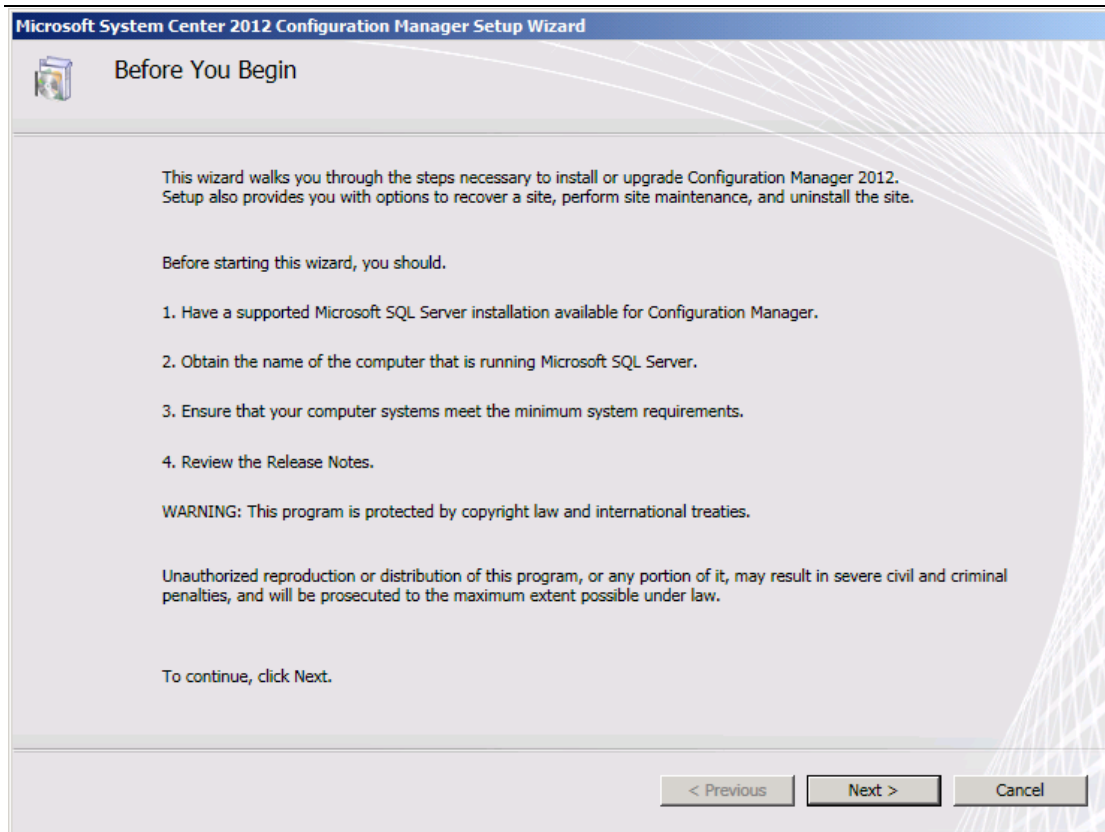 Microsoft System Center 2012 Configuration Manager Setup Wizard
Before You Begin
This wizard walks you through the steps necessary to install or upgrade Configuration Manager 2012.
Setup also provides you with options to recover a site, perform site maintenance, and uninstall the site.
Before starting this wizard, you should.
1. Have a supported Microsoft SQL Server installation available for Configuration Manager.
2. Obtain the name of the computer that is running Microsoft SQL Server.
3. Ensure that your computer systems meet the minimum system requirements.
4. Review the Release Notes.
WARNING: This program is protected by copyright law and international treaties.
Unauthorized reproduction or distribution of this program, or any portion of it, may result in severe civil and criminal
penalties, and will be prosecuted to the maximum extent possible under law.
To continue, click Next.
< Previous
Next >
Cancel